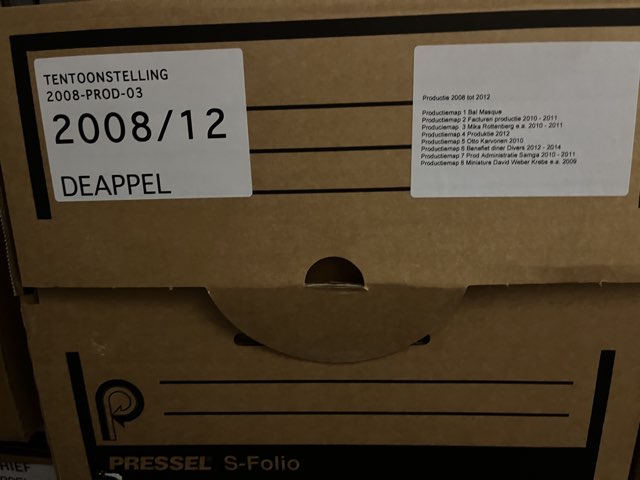 TENTOONSTELLING
2008-PROD-03
2008/12
DEAPPEL
Productie 2008 tot 2012
Productiemap 1 Bal Masque
Productiemap 2 Facturen productie 2010 - 2011
Productiemap. 3 Mika Rottenberg e.a. 2010 - 2011
Productiemap 4 Produktie 2012
Productiemap 5 Otto Karvonen 2010
Productiemap 6 Benefiet diner Divers 2012 - 2014
Productiemap 7 Prod Administratie Samga 2010 - 2011
Productiemap 8 Miniature David Weber Krebs e.a. 2009
PRESSEL S-Folio